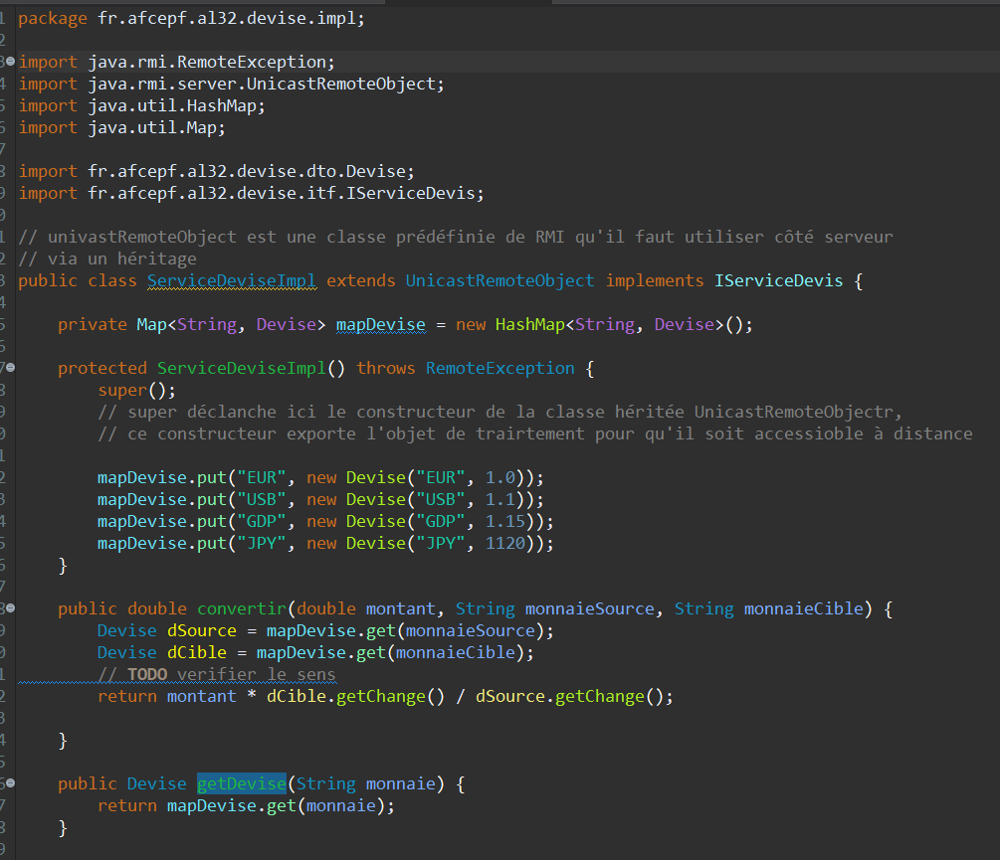 package fr.afcepf.al32.devise.impl;
import java.rmi.RemoteException;
import java.rmi.server.UnicastRemoteObject;
import java.util.HashMap;
import java.util.Map;
import fr.afcepf.al32.devise.dto.Devise;
import fr.afcepf.al32.devise.itf.IServiceDevis;
// univastRemoteObject est une classe prédéfinie de RMI qu'il faut utiliser côté serveur
// via un héritage
public class ServiceDeviseImpl extends UnicastRemoteObject implements IServiceDevis {
private Map<String, Devise> mapDevise = new HashMap<String, Devise>();
protected ServiceDeviseImpl() throws RemoteException {
super();
// super déclanche ici le constructeur de la classe héritée UnicastRemoteObjectr,
// ce constructeur exporte l'objet de trairtement pour qu'il soit accessioble à distance
mapDevise.put("EUR", new Devise("EUR", 1.0));
mapDevise.put("USB", new Devise("USB", 1.1));
mapDevise.put("GDP", new Devise("GDP", 1.15));
mapDevise.put("JPY", new Devise("JPY", 1120));
}
public double convertir(double montant, String monnaieSource, String monnaieCible) {
Devise dSource = mapDevise.get(monnaieSource);
Devise dCible = mapDevise.get(monnaieCible);
// TODO verifier le sens
return montant * dCible.getChange() / dSource.getChange();
}
public Devise getDevise(String monnaie) {
return mapDevise.get(monnaie);
}